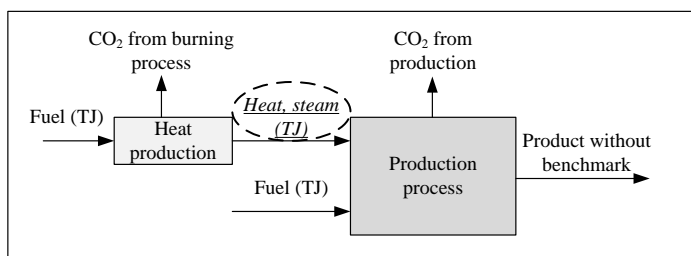 CO₂ from burning
process
CO₂ from
production
Fuel (TJ)
Heat
production
Heat, steam
(TJ)
Fuel (TJ)
Production
process
Product without
benchmark